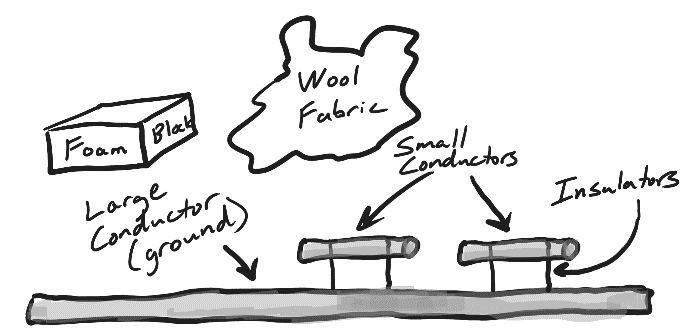 Wool
Fabric
Foam
Block
Small
Conductors
Large
Conductor
(ground)
Insulators